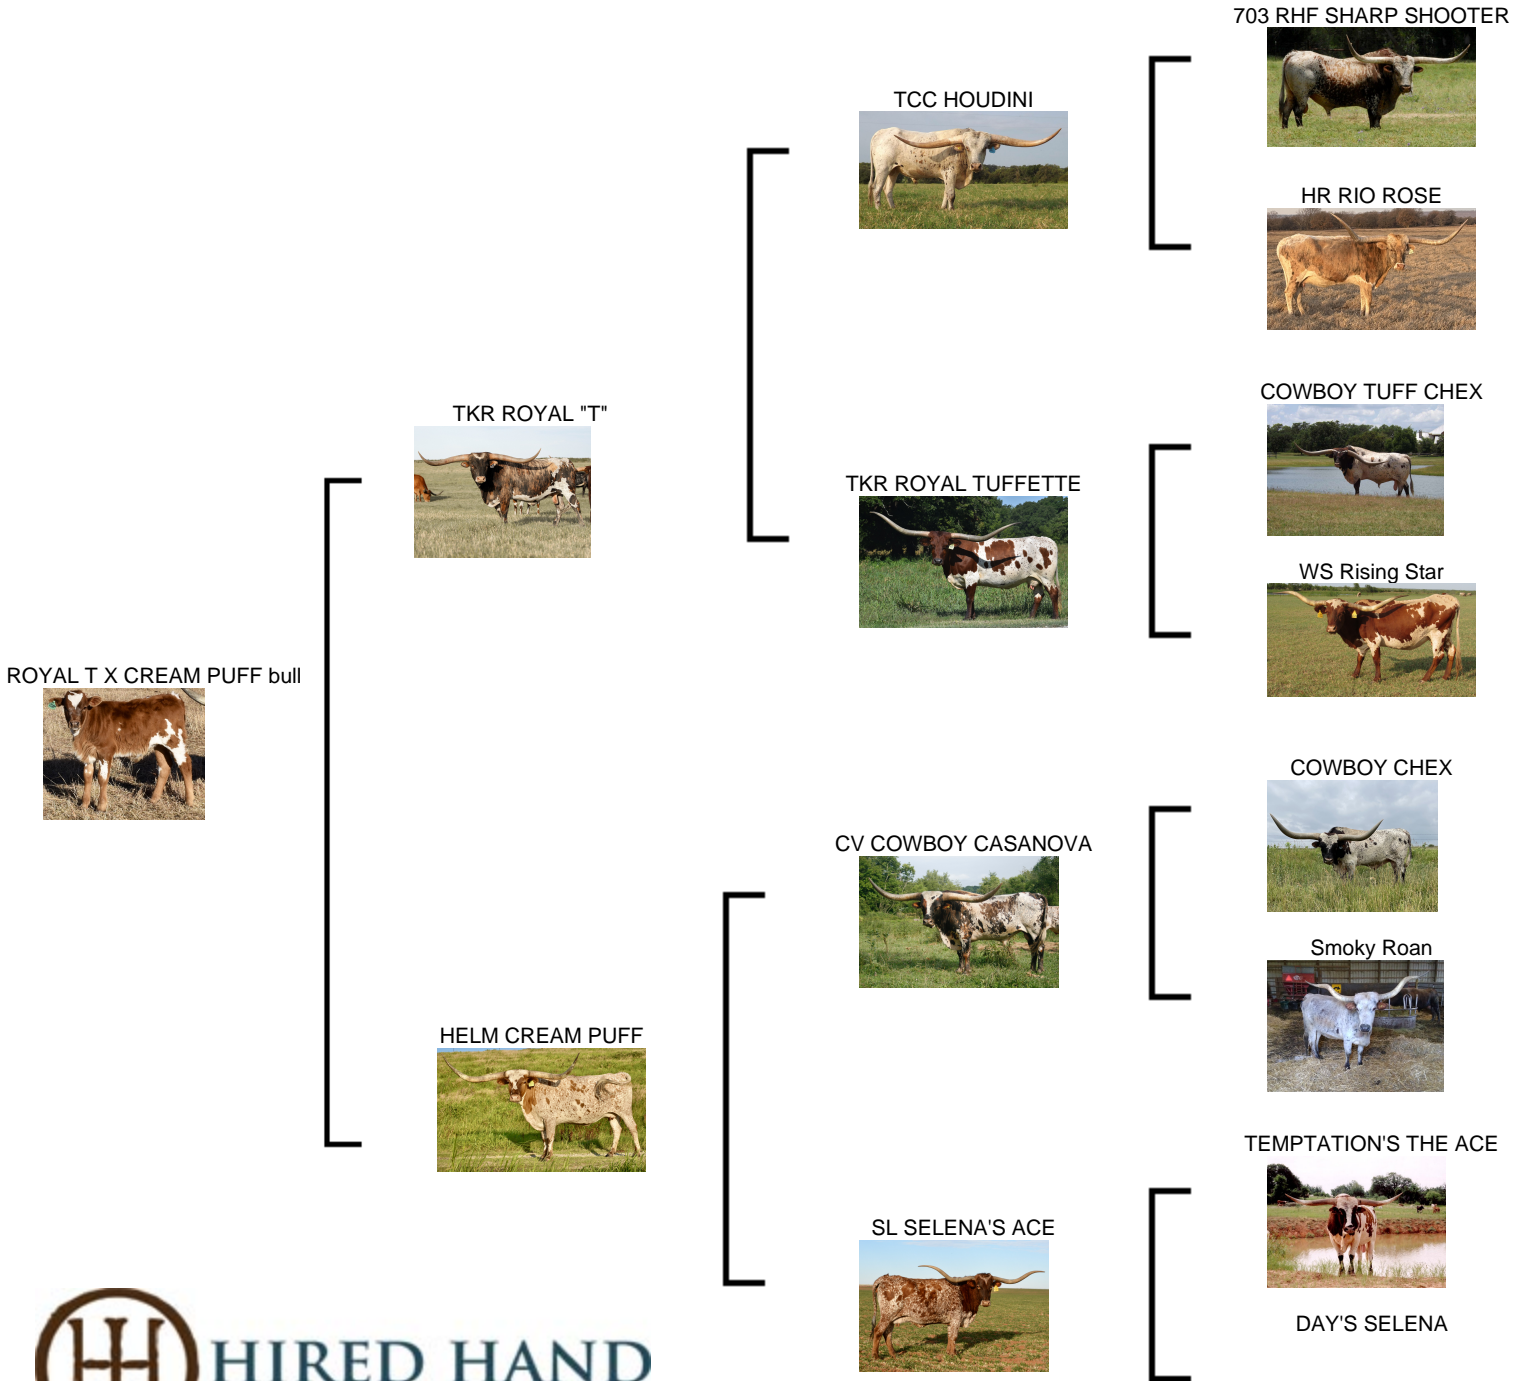 703 RHF SHARP SHOOTER
TCC HOUDINI
HR RIO ROSE
COWBOY TUFF CHEX
TKR ROYAL "T"
TKR ROYAL TUFFETTE
WS Rising Star
ROYAL T X CREAM PUFF bull
COWBOY CHEX
CV COWBOY CASANOVA
Smoky Roan
HELM CREAM PUFF
TEMPTATION'S THE ACE
SL SELENA'S ACE
DAY'S SELENA
HIRED HAND